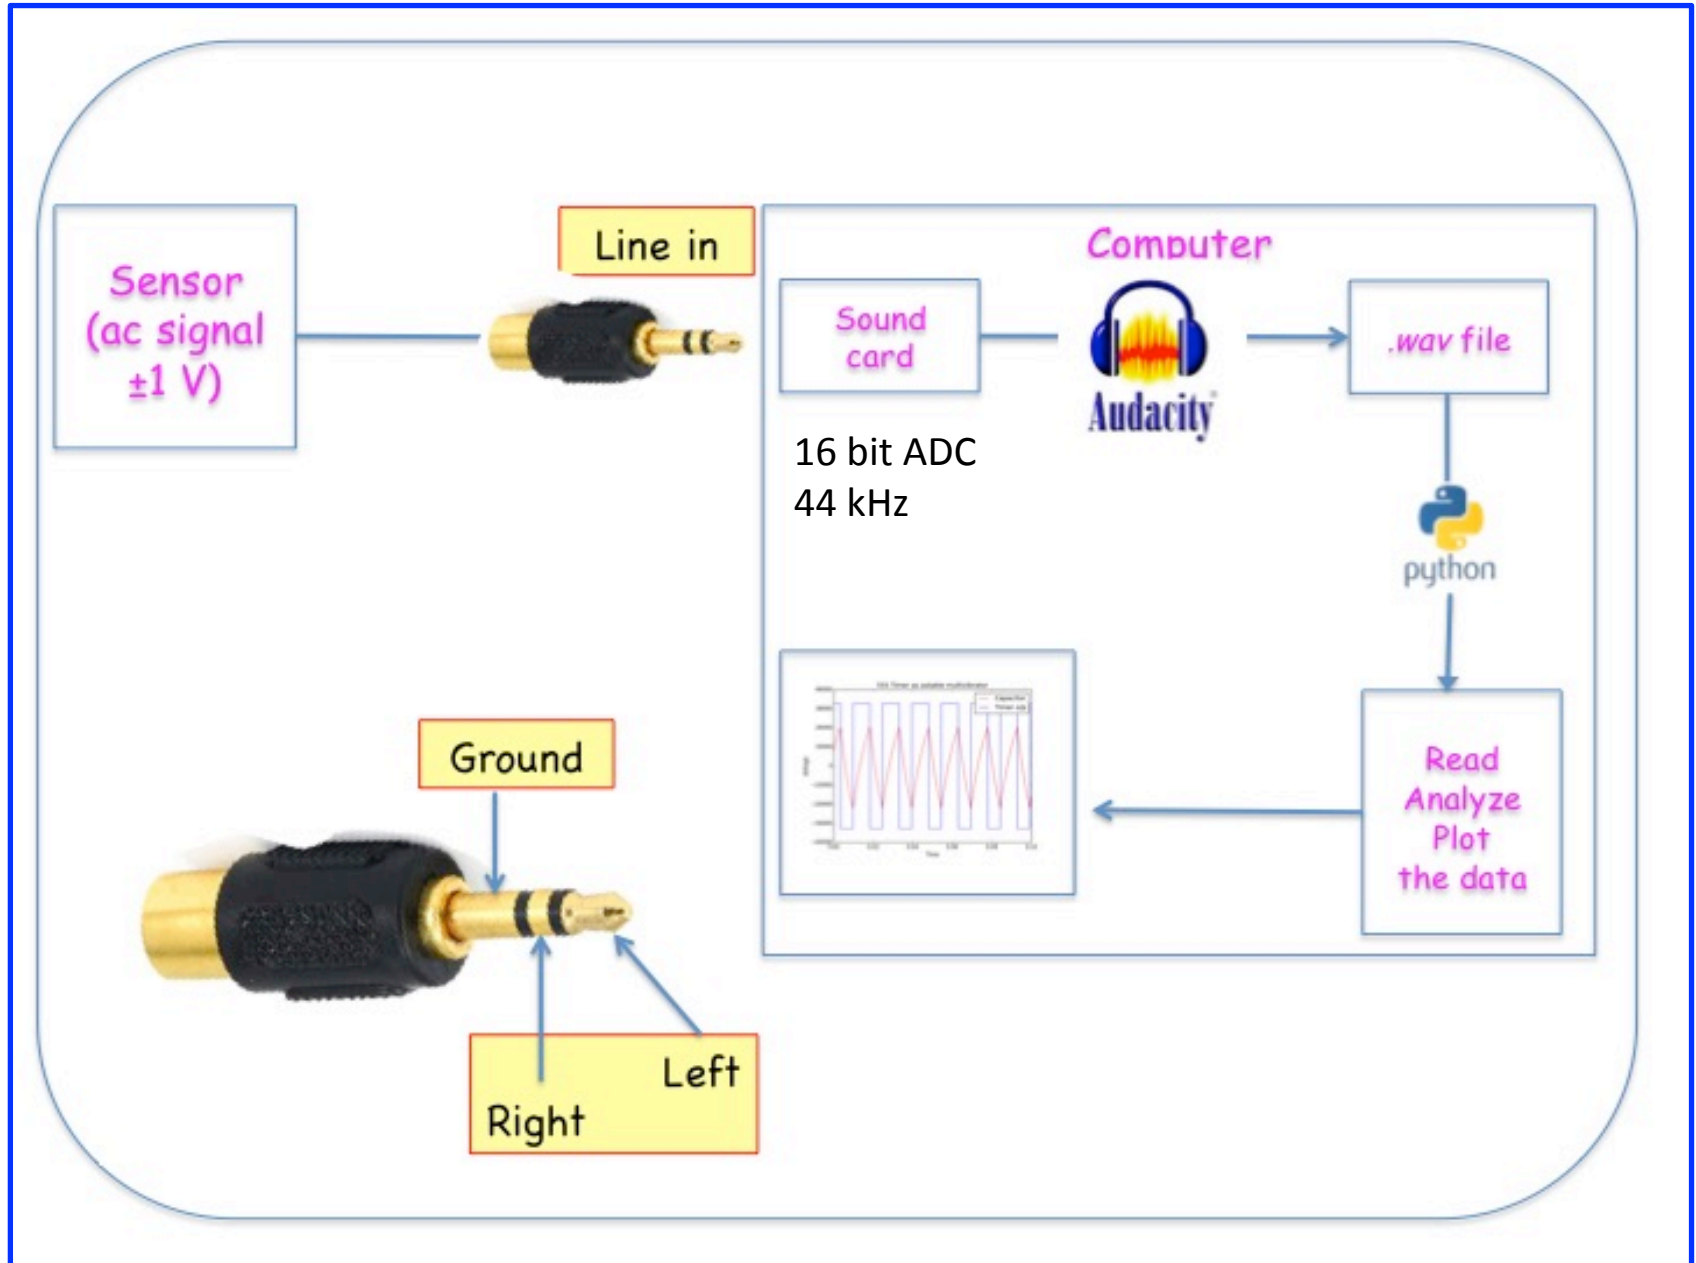 Line in
Computer
Sensor
(ac signal
±1 V)
Sound
card
Audacity
.wav file
16 bit ADC
44 kHz
python
Ground
Read
Analyze
Plot
the data
Time
Left
Right